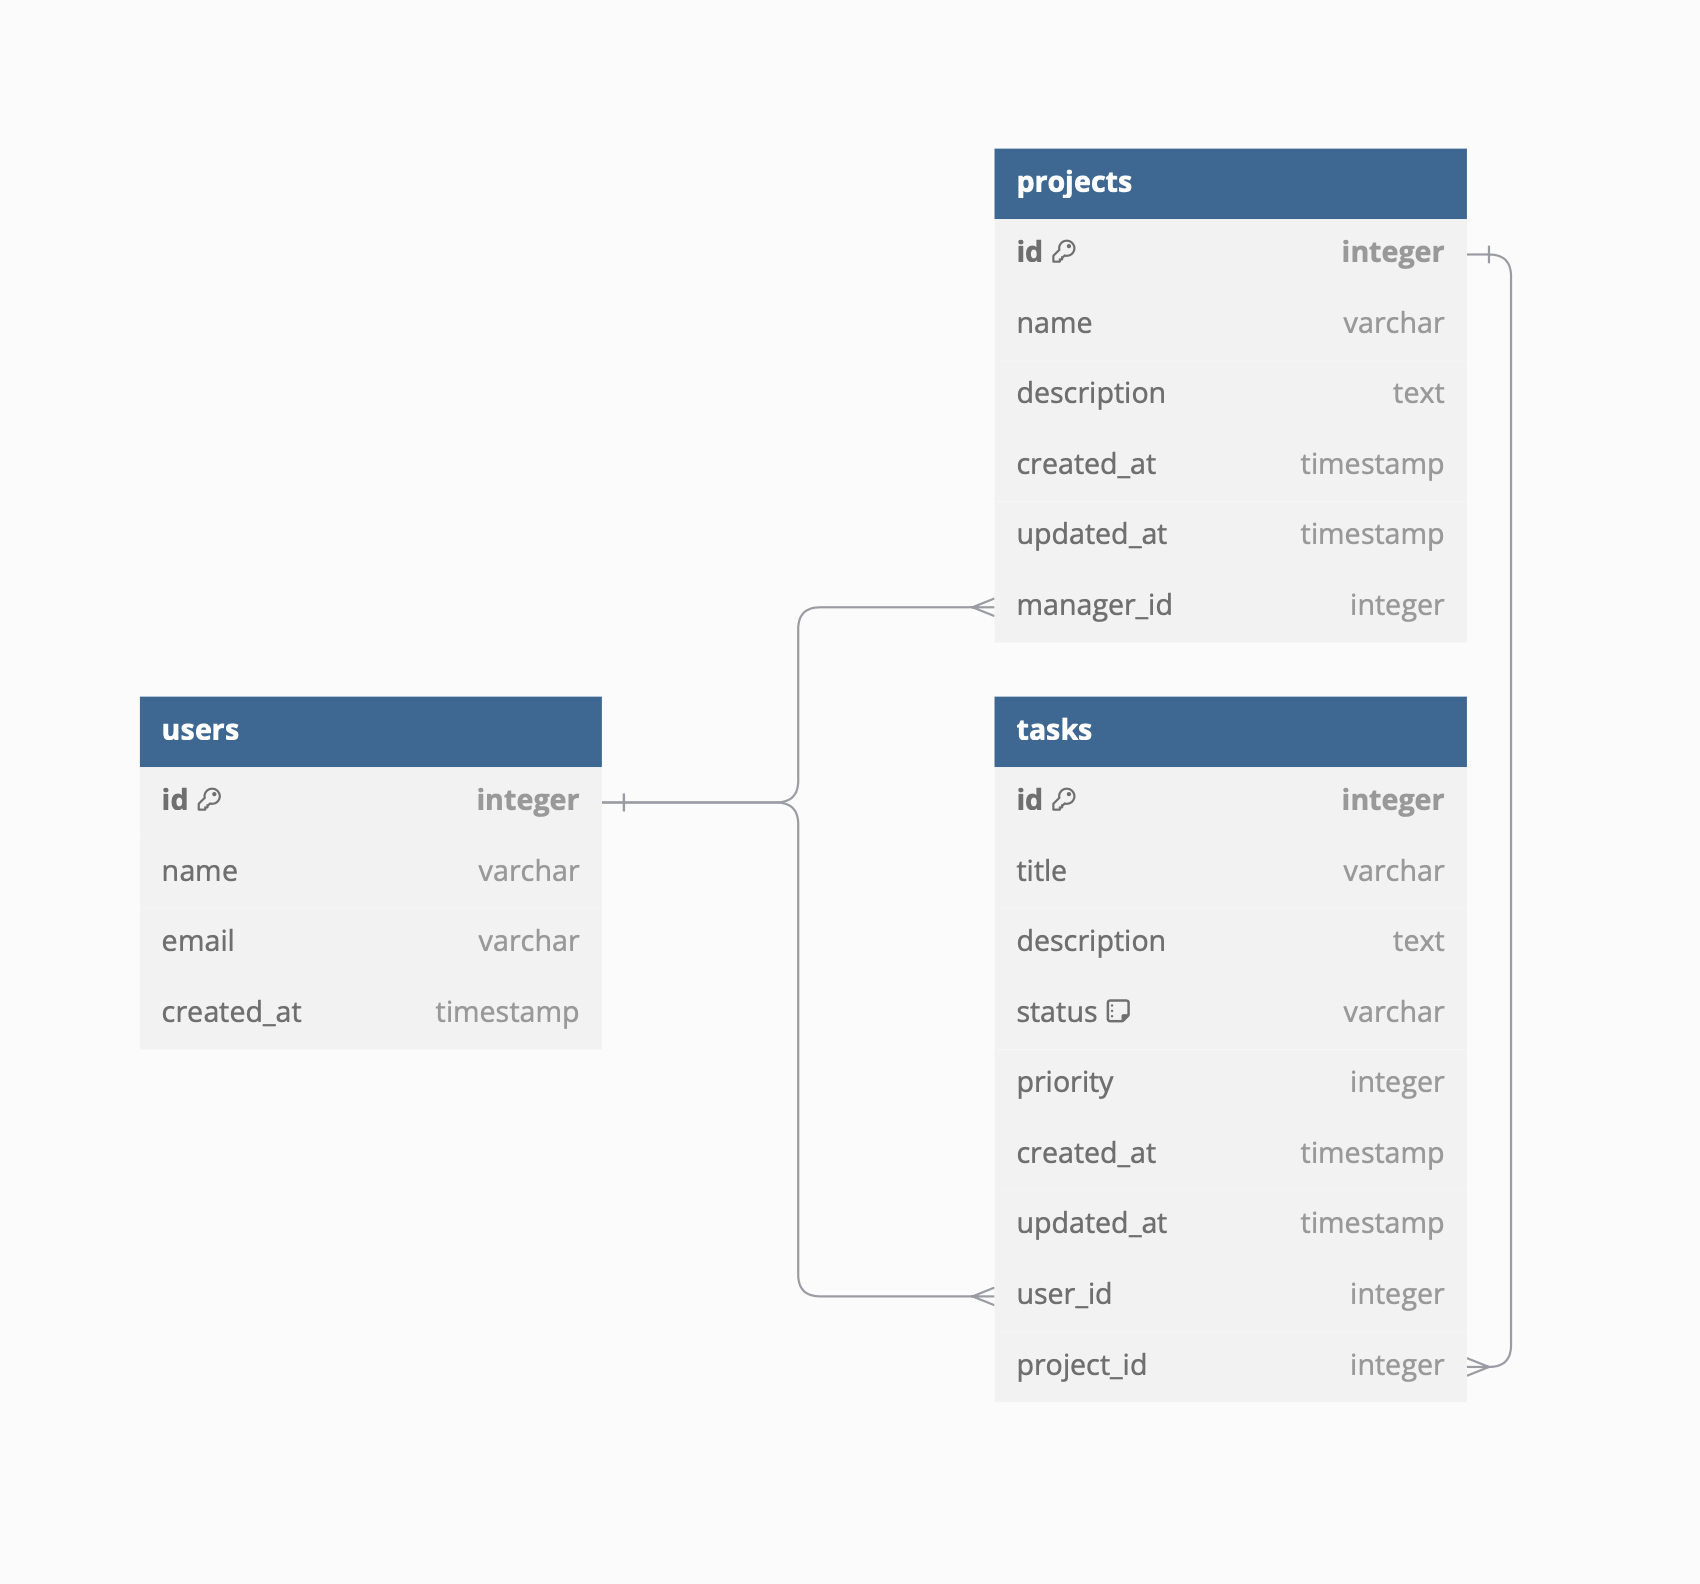 projects
id integer
name varchar
description text
created_at timestamp
updated_at timestamp
manager_id integer
users
id integer
name varchar
email varchar
created_at timestamp
tasks
id integer
title varchar
description text
status varchar
priority integer
created_at timestamp
updated_at timestamp
user_id integer
project_id integer